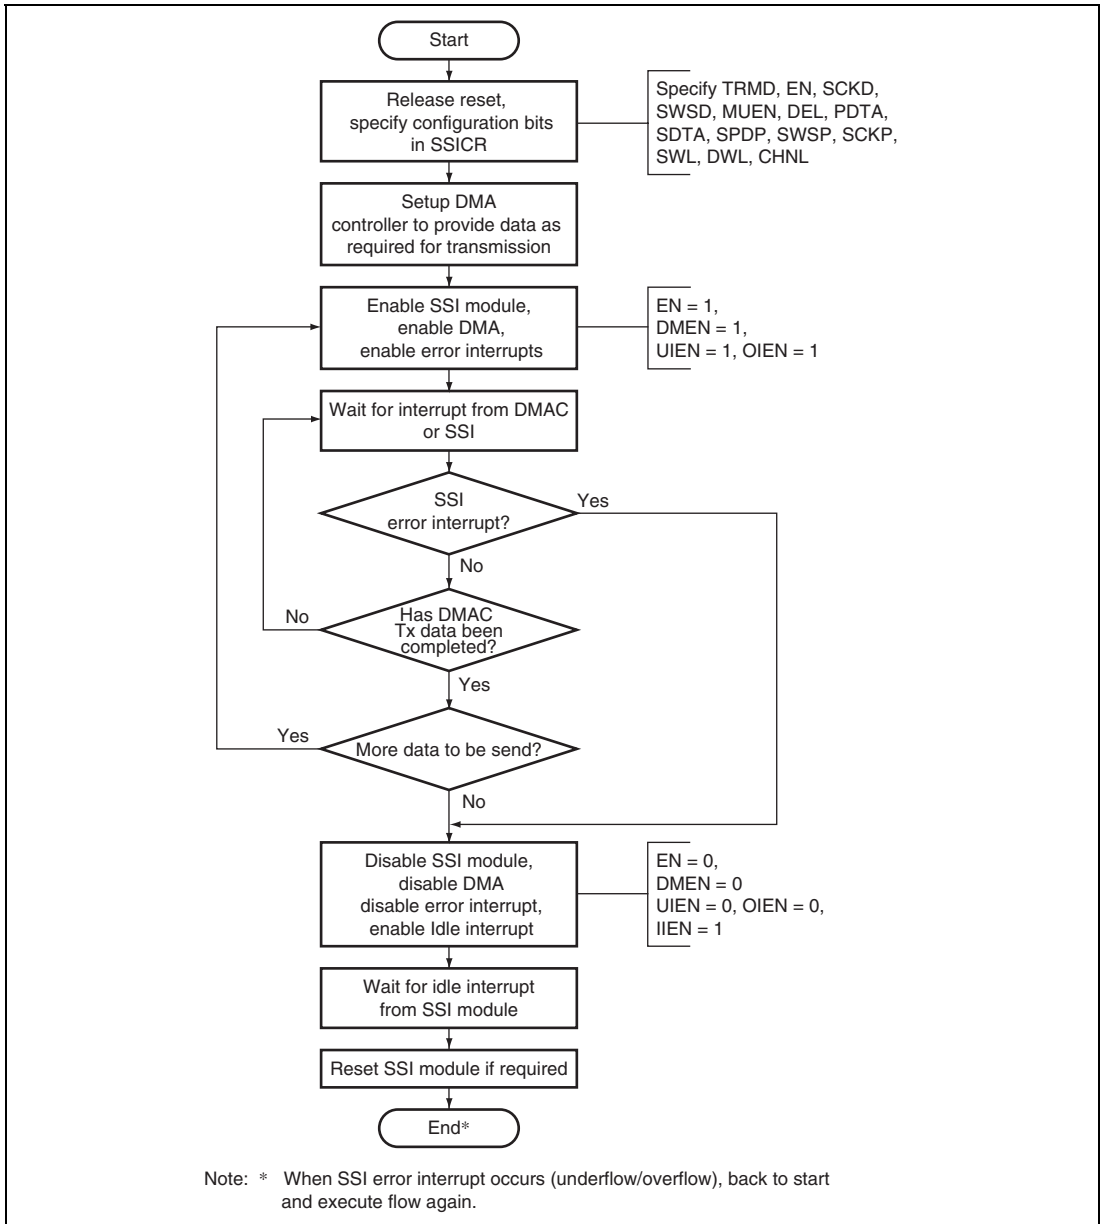 Start
Release reset,
specify configuration bits
in SSICR
Specify TRMD, EN, SCKD,
SWSD, MUEN, DEL, PDTA,
SDTA, SPDP, SWSP, SCKP,
SWL, DWL, CHNL
Setup DMA
controller to provide data as
required for transmission
Enable SSI module,
enable DMA,
enable error interrupts
EN = 1,
DMEN = 1,
UIEN = 1, OIEN = 1
Wait for interrupt from DMAC
or SSI
SSI
error interrupt?
Yes
No
Has DMAC
Tx data been
completed?
No
Yes
More data to be send?
Yes
No
Disable SSI module,
disable DMA
disable error interrupt,
enable Idle interrupt
EN = 0,
DMEN = 0
UIEN = 0, OIEN = 0,
IIEN = 1
Wait for idle interrupt
from SSI module
Reset SSI module if required
End*
Note: * When SSI error interrupt occurs (underflow/overflow), back to start
and execute flow again.